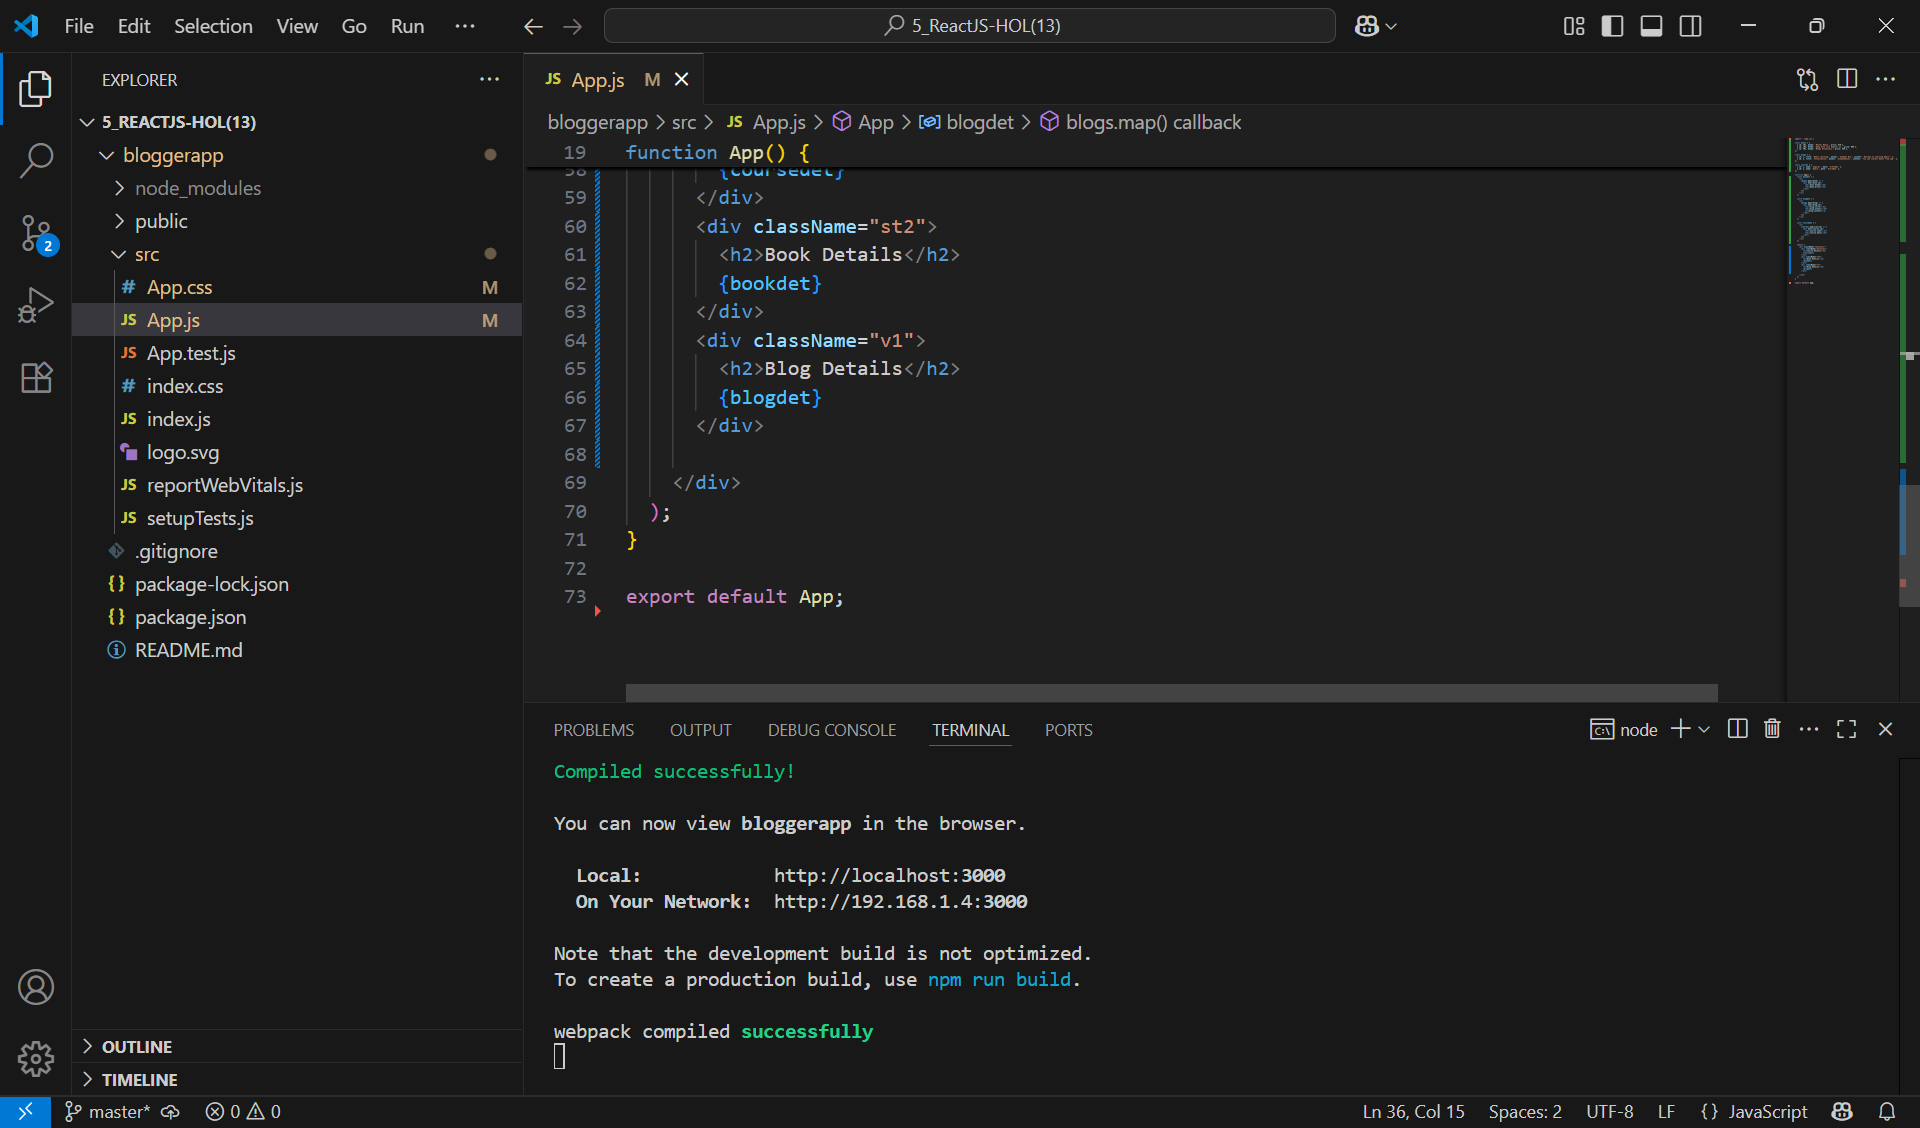 File Edit Selection View Go Run ···
5_ReactJS-HOL(13)
EXPLORER
5_REACTJS-HOL(13)
bloggerapp
node_modules
public
src
# App.css M
JS App.js M
JS App.test.js
# index.css
JS index.js
logo.svg
JS reportWebVitals.js
JS setupTests.js
.gitignore
{} package-lock.json
{} package.json
README.md
OUTLINE
TIMELINE
2
JS App.js M
bloggerapp > src > JS App.js > App > blogdet > blogs.map() callback
19 function App() {
58 {coursedet}
59 </div>
60 <div className="st2">
61 <h2>Book Details</h2>
62 {bookdet}
63 </div>
64 <div className="v1">
65 <h2>Blog Details</h2>
66 {blogdet}
67 </div>
68
69 </div>
70 );
71 }
72
73 export default App;
PROBLEMS OUTPUT DEBUG CONSOLE TERMINAL PORTS
node
Compiled successfully!
You can now view bloggerapp in the browser.
Local: http://localhost:3000
On Your Network: http://192.168.1.4:3000
Note that the development build is not optimized.
To create a production build, use npm run build.
webpack compiled successfully
master* 0 0 Ln 36, Col 15 Spaces: 2 UTF-8 LF {} JavaScript